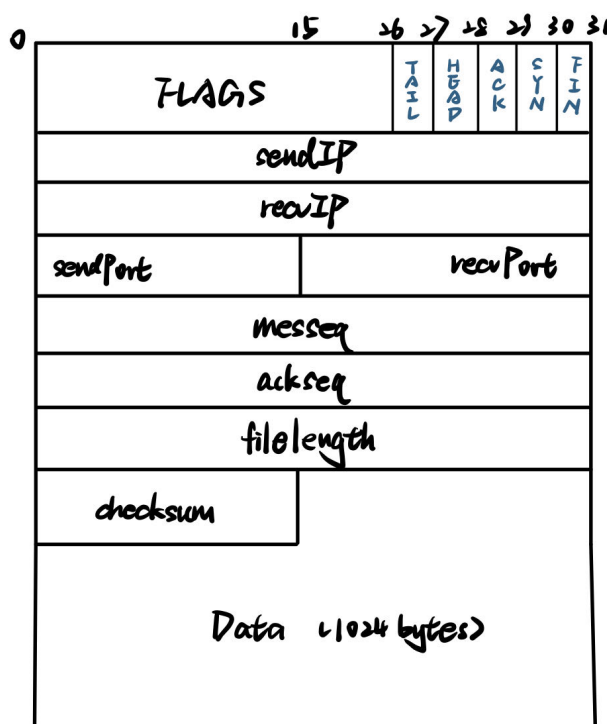 0 15 26 27 28 29 30 31
FLAGS TAIL HEAD ACK SYN FIN
sendIP
recvIP
sendPort recvPort
messeq
ackseq
filelength
checksum
Data (1024 bytes)